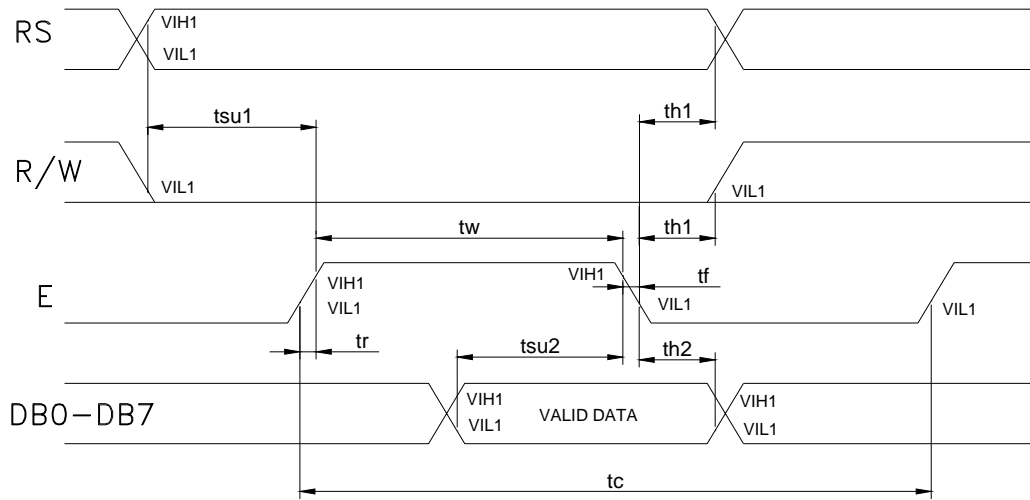 RS
VIH1
VIL1
tsu1
th1
R/W
VIL1
VIL1
tw
th1
E
VIH1
VIL1
VIH1
tf
VIL1
VIL1
tr
tsu2
th2
DB0-DB7
VIH1
VIL1
VALID DATA
VIH1
VIL1
tc